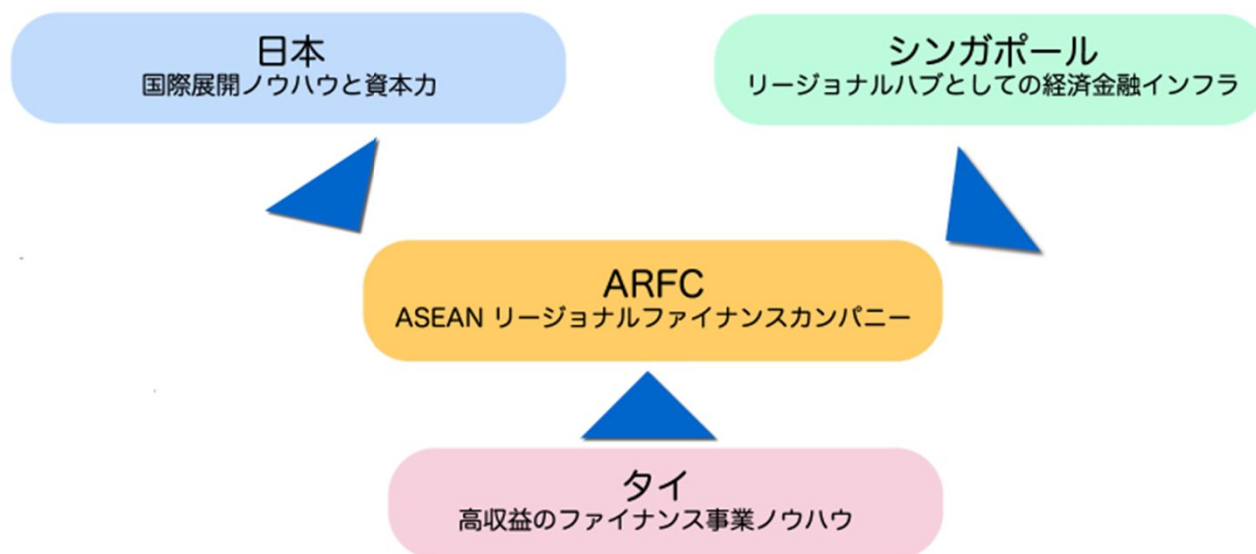 日本
国際展開ノウハウと資本力
シンガポール
リージョナルハブとしての経済金融インフラ
ARFC
ASEAN リージョナルファイナンスカンパニー
タイ
高収益のファイナンス事業ノウハウ